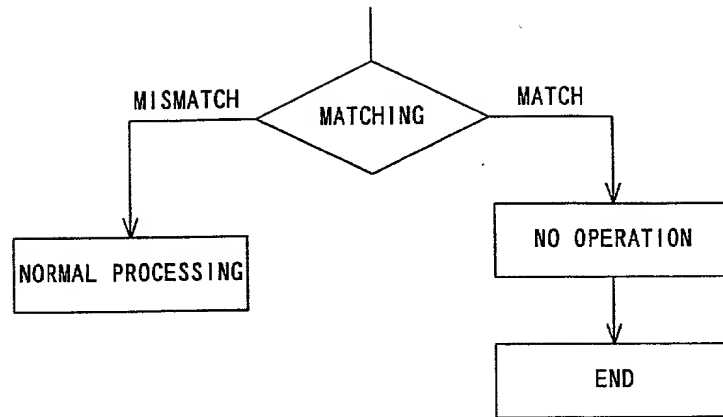 MISMATCH
MATCHING
MATCH
NORMAL PROCESSING
NO OPERATION
END